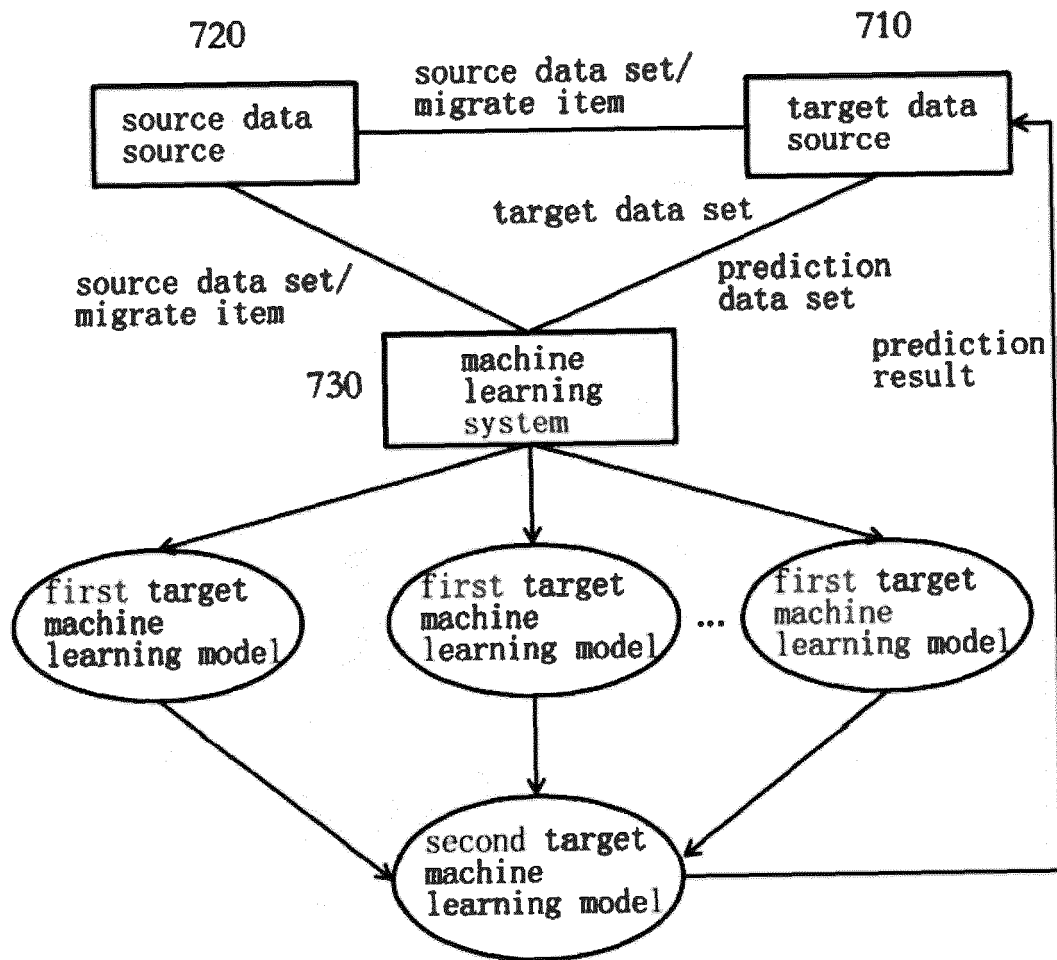 720
710
source data set/
migrate item
source data
source
target data
source
target data set
source data set/
migrate item
prediction
data set
prediction
result
730
machine
learning
system
first target
machine
learning model
first target
machine
learning model
...
first target
machine
learning model
second target
machine
learning model